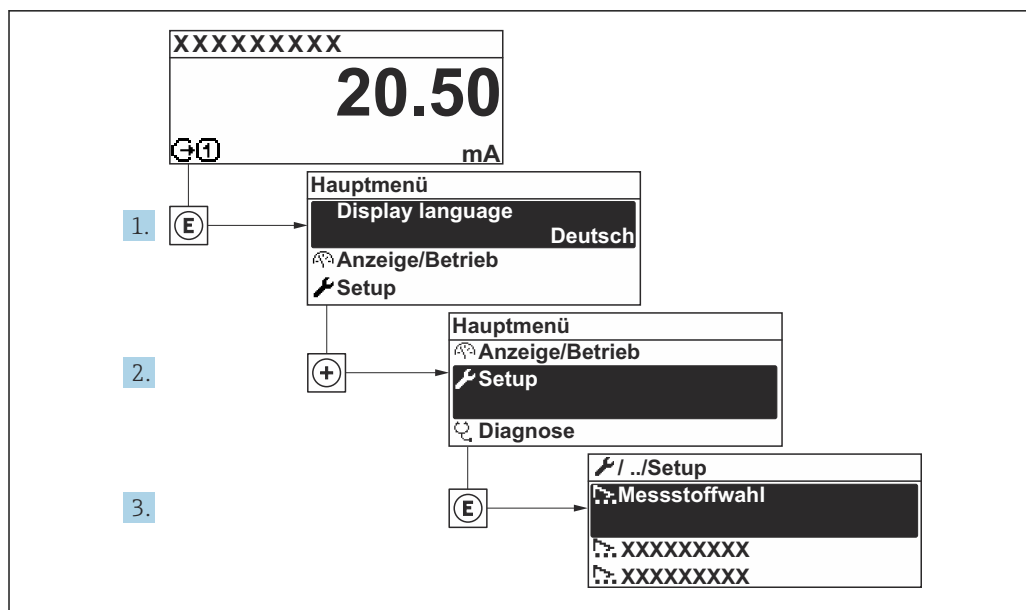 XXXXXXXXX
20.50
1
mA
1.
E
Hauptmenü
Display language
Deutsch
Anzeige/Betrieb
Setup
2.
+
Hauptmenü
Anzeige/Betrieb
Setup
Diagnose
3.
E
/ ../Setup
Messstoffwahl
XXXXXXXXX
XXXXXXXXX